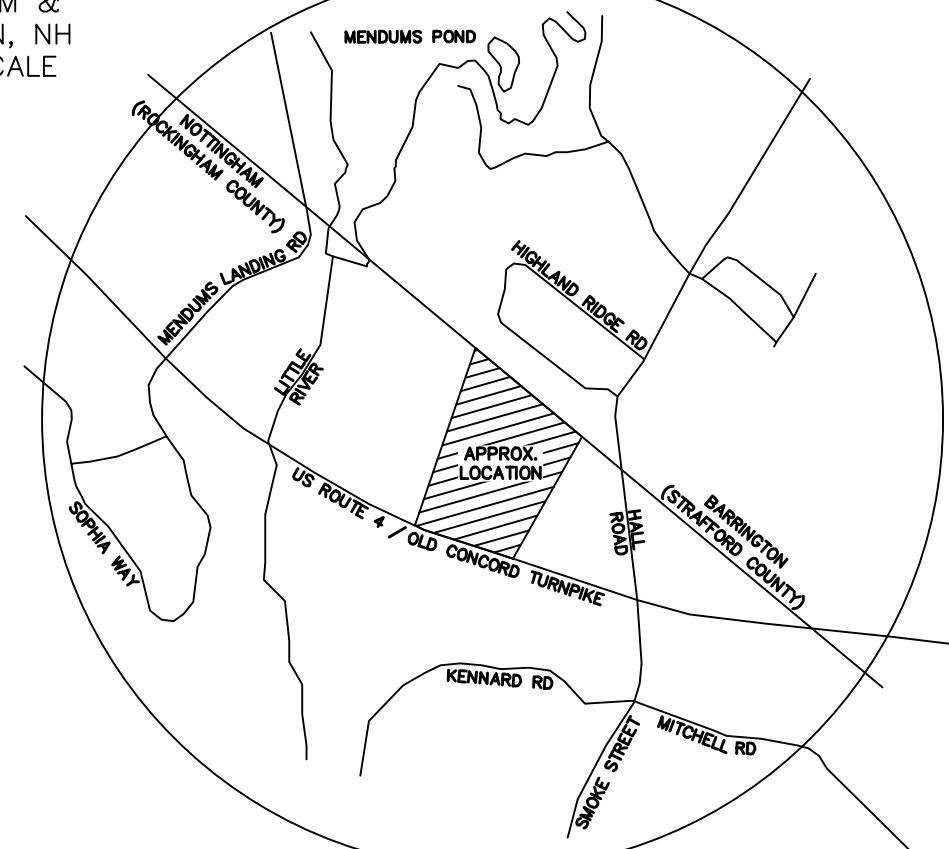 M &
N, NH
CALE
MENDUMS POND
NOTTINGHAM
(ROCKINGHAM COUNTY)
MENDUMS LANDING RD
HIGHLAND RIDGE RD
LITTLE
RIVER
APPROX.
LOCATION
US ROUTE 4 / OLD CONCORD TURNPIKE
SOPHIA WAY
HALL
ROAD
BARRINGTON
(STRAFFORD COUNTY)
KENNARD RD
MITCHELL RD
SMOKE STREET